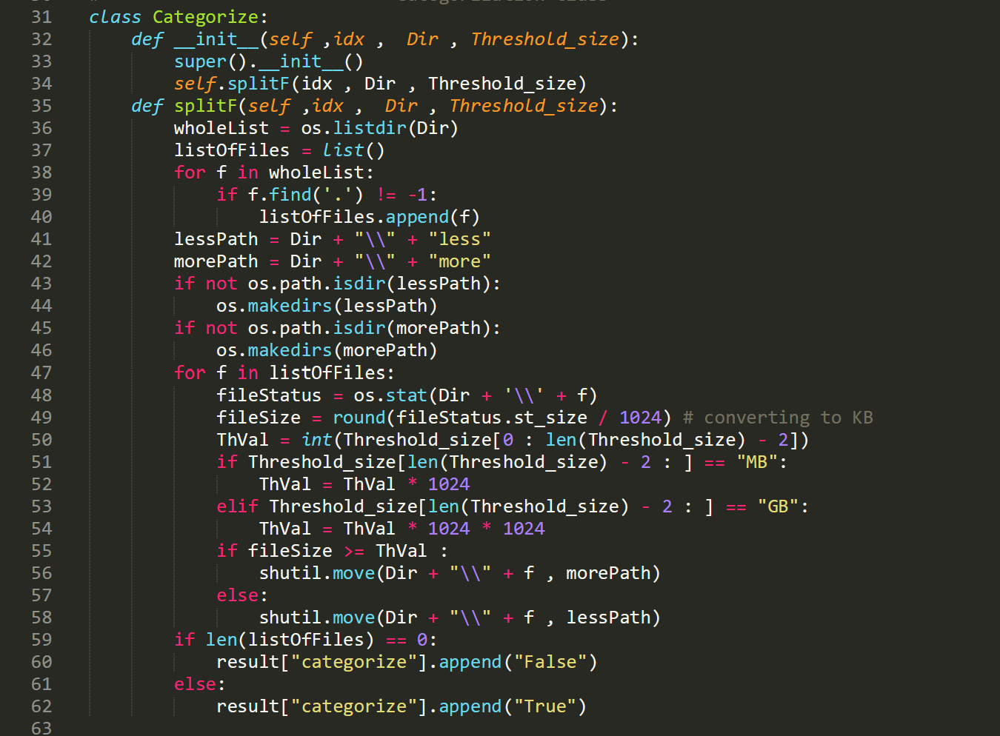 31 class Categorize:
32     def __init__(self ,idx ,  Dir , Threshold_size):
33         super().__init__()
34         self.splitF(idx , Dir , Threshold_size)
35     def splitF(self ,idx ,  Dir , Threshold_size):
36         wholeList = os.listdir(Dir)
37         listOfFiles = list()
38         for f in wholeList:
39             if f.find('.') != -1:
40                 listOfFiles.append(f)
41         lessPath = Dir + "\\" + "less"
42         morePath = Dir + "\\" + "more"
43         if not os.path.isdir(lessPath):
44             os.makedirs(lessPath)
45         if not os.path.isdir(morePath):
46             os.makedirs(morePath)
47         for f in listOfFiles:
48             fileStatus = os.stat(Dir + '\\' + f)
49             fileSize = round(fileStatus.st_size / 1024) # converting to KB
50             ThVal = int(Threshold_size[0 : len(Threshold_size) - 2])
51             if Threshold_size[len(Threshold_size) - 2 : ] == "MB":
52                 ThVal = ThVal * 1024
53             elif Threshold_size[len(Threshold_size) - 2 : ] == "GB":
54                 ThVal = ThVal * 1024 * 1024
55             if fileSize >= ThVal :
56                 shutil.move(Dir + "\\" + f , morePath)
57             else:
58                 shutil.move(Dir + "\\" + f , lessPath)
59         if len(listOfFiles) == 0:
60             result["categorize"].append("False")
61         else:
62             result["categorize"].append("True")
63